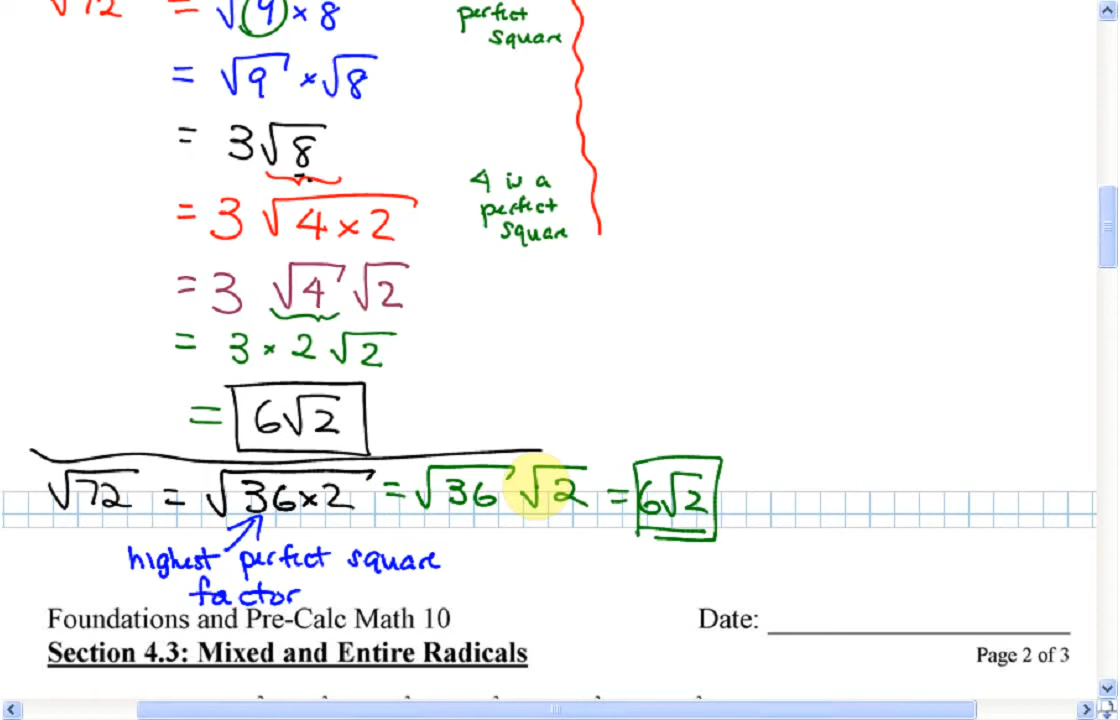 √72 = √9 × 8
perfect
square
= √9 × √8
= 3√8
4 is a
perfect
square
= 3 √4 × 2
= 3 √4 √2
= 3 × 2 √2
= 6√2
√72 = √36 × 2 = √36 √2 = 6√2
highest perfect square
factor
Foundations and Pre-Calc Math 10 Date:
Section 4.3: Mixed and Entire Radicals Page 2 of 3